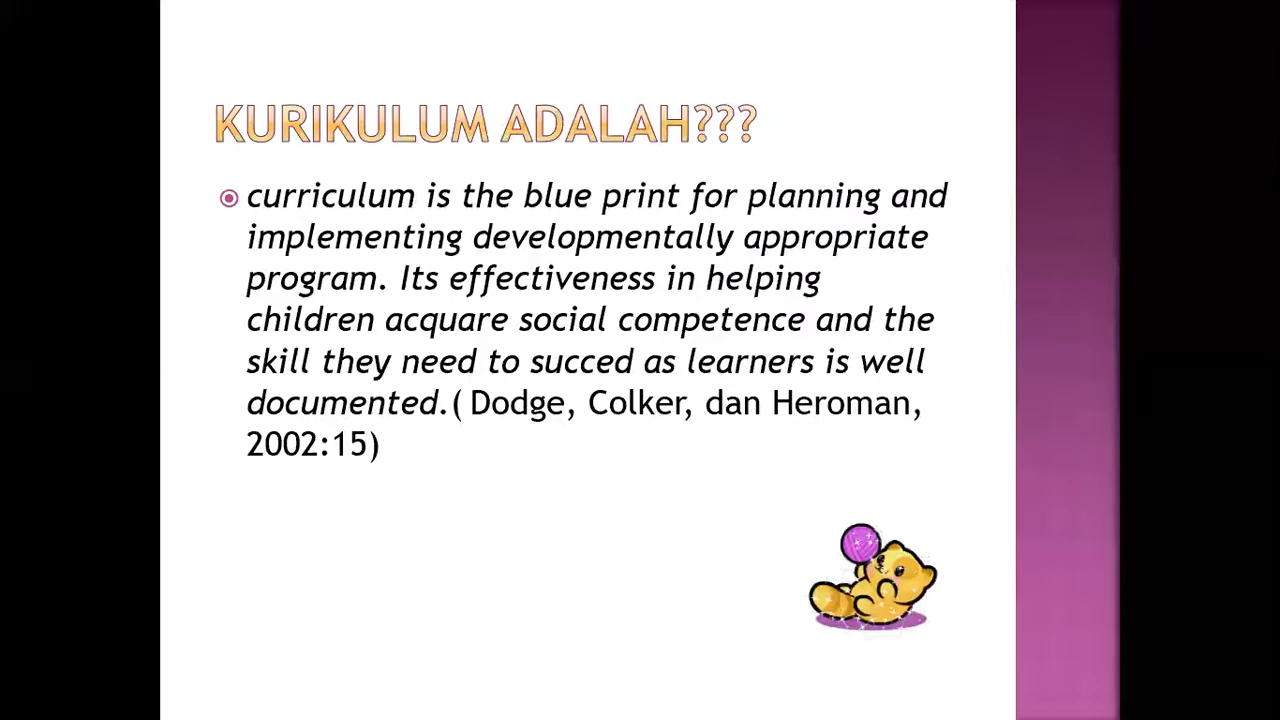 KURIKULUM ADALAH???
curriculum is the blue print for planning and
implementing developmentally appropriate
program. Its effectiveness in helping
children acquare social competence and the
skill they need to succed as learners is well
documented.( Dodge, Colker, dan Heroman,
2002:15)